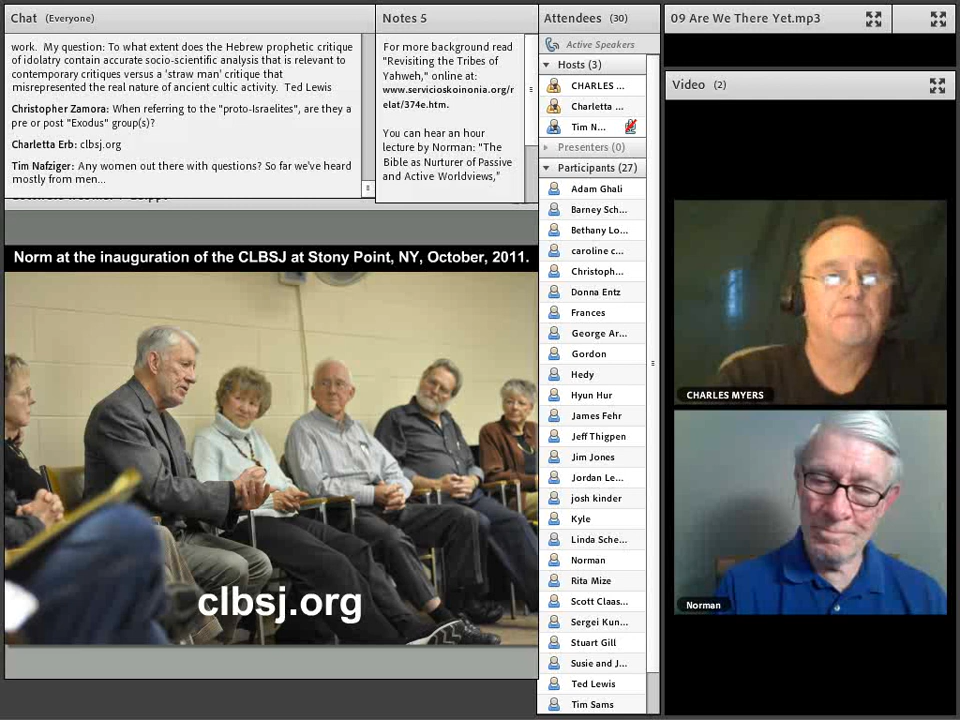 Chat (Everyone)
work. My question: To what extent does the Hebrew prophetic critique
of idolatry contain accurate socio-scientific analysis that is relevant to
contemporary critiques versus a 'straw man' critique that
misrepresented the real nature of ancient cultic activity. Ted Lewis
Christopher Zamora: When referring to the "proto-Israelites", are they a
pre or post "Exodus" group(s)?
Charletta Erb: clbsj.org
Tim Nafziger: Any women out there with questions? So far we've heard
mostly from men...
Notes 5
For more background read
"Revisiting the Tribes of
Yahweh," online at:
www.servicioskoinonia.org/r
elat/374e.htm.
You can hear an hour
lecture by Norman: "The
Bible as Nurturer of Passive
and Active Worldviews,"
Norm at the inauguration of the CLBSJ at Stony Point, NY, October, 2011.
clbsj.org
Attendees (30)
Active Speakers
Hosts (3)
CHARLES ...
Charletta ...
Tim N...
Presenters (0)
Participants (27)
Adam Ghali
Barney Sch...
Bethany Lo...
caroline c...
Christoph...
Donna Entz
Frances
George Ar...
Gordon
Hedy
Hyun Hur
James Fehr
Jeff Thigpen
Jim Jones
Jordan Le...
josh kinder
Kyle
Linda Sche...
Norman
Rita Mize
Scott Claas...
Sergei Kun...
Stuart Gill
Susie and J...
Ted Lewis
Tim Sams
09 Are We There Yet.mp3
Video (2)
CHARLES MYERS
Norman